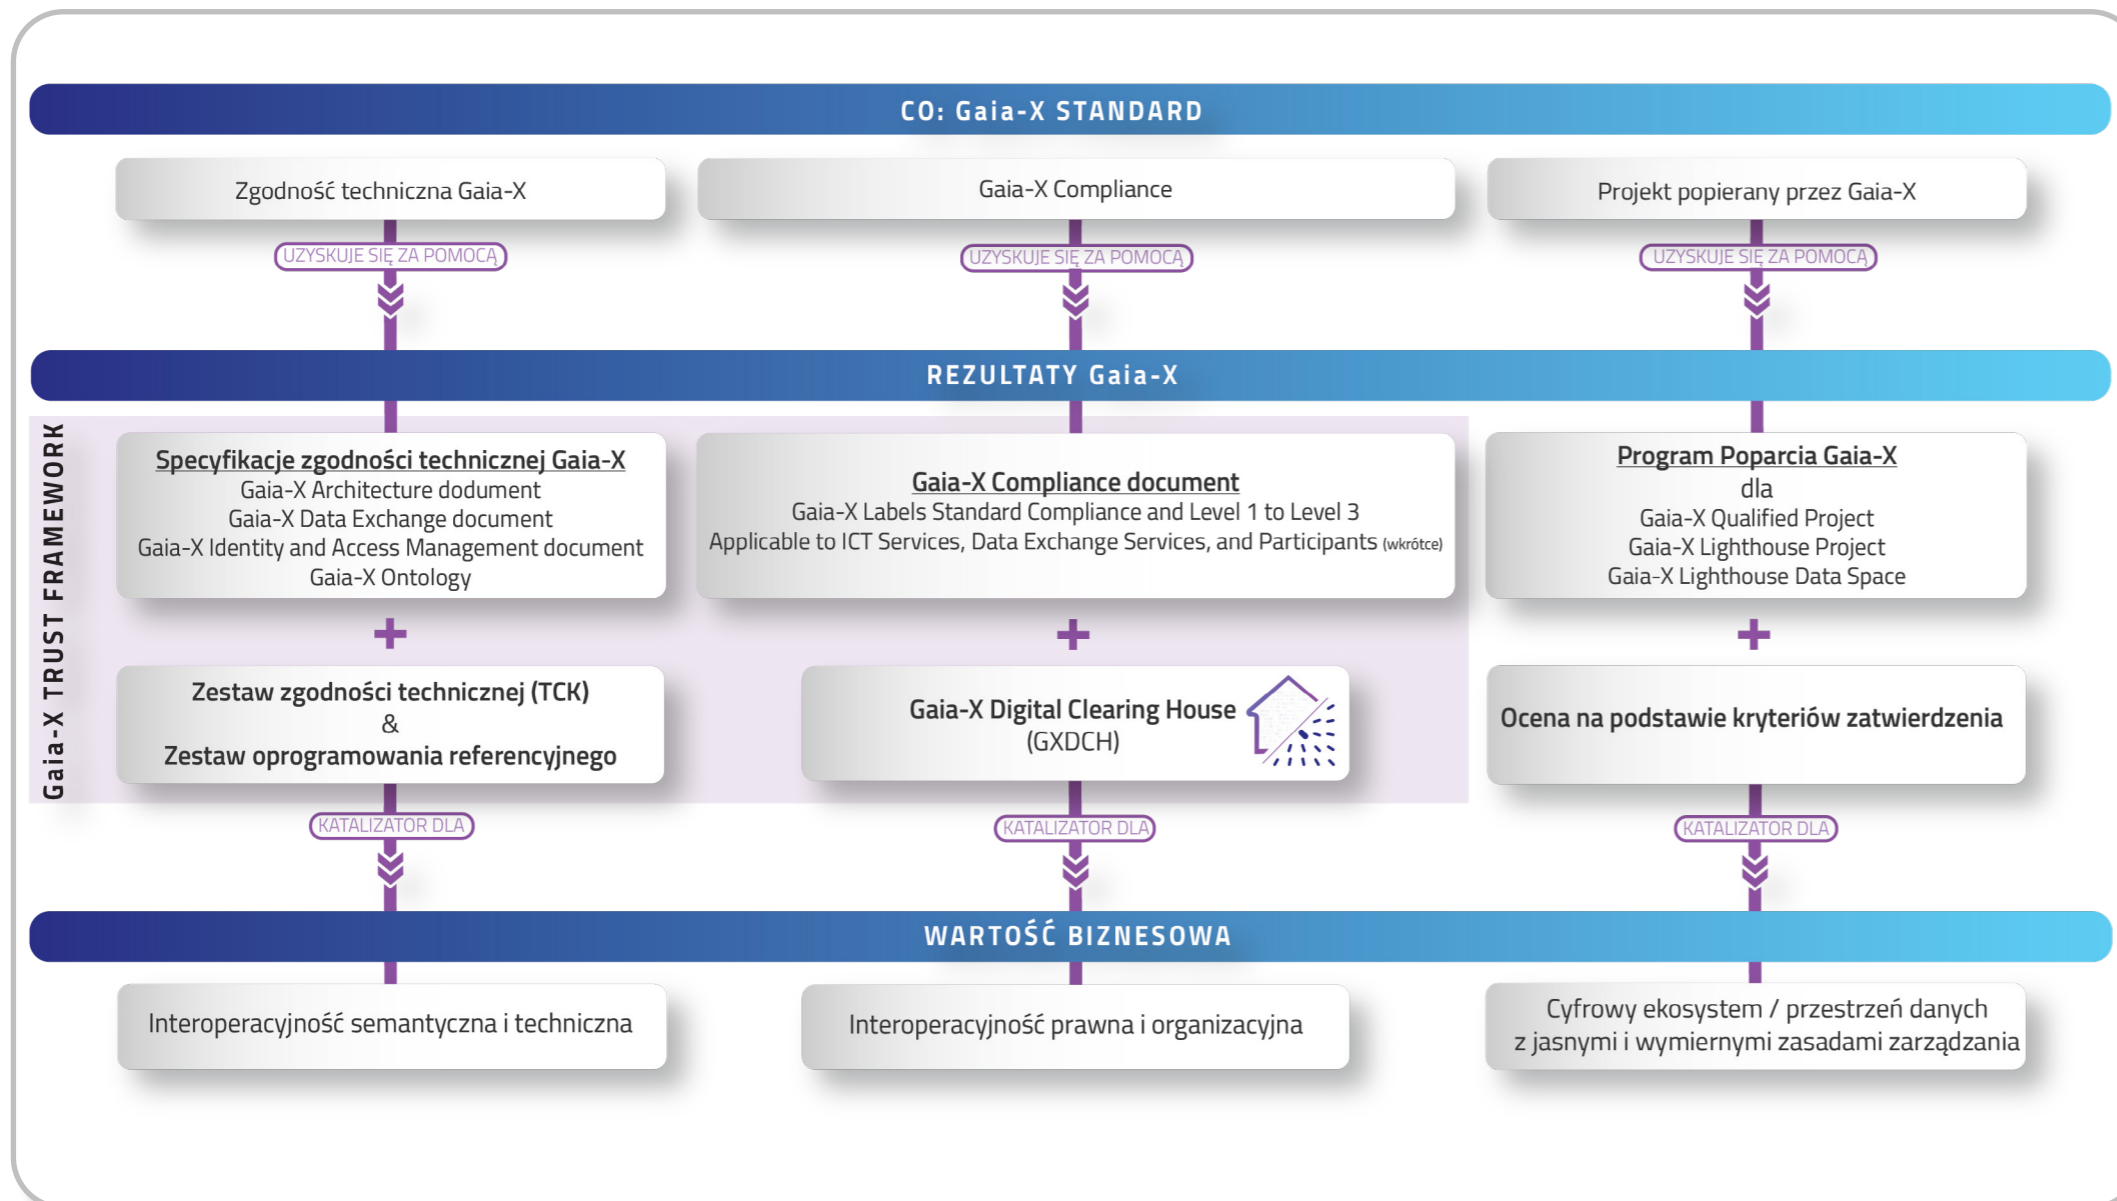 CO: Gaia-X STANDARD
Zgodność techniczna Gaia-X
Gaia-X Compliance
Projekt popierany przez Gaia-X
UZYSKUJE SIĘ ZA POMOCĄ
UZYSKUJE SIĘ ZA POMOCĄ
UZYSKUJE SIĘ ZA POMOCĄ
REZULTATY Gaia-X
Gaia-X TRUST FRAMEWORK
Specyfikacje zgodności technicznej Gaia-X
Gaia-X Architecture dodument
Gaia-X Data Exchange document
Gaia-X Identity and Access Management document
Gaia-X Ontology
Gaia-X Compliance document
Gaia-X Labels Standard Compliance and Level 1 to Level 3
Applicable to ICT Services, Data Exchange Services, and Participants (wkrótce)
Program Poparcia Gaia-X
dla
Gaia-X Qualified Project
Gaia-X Lighthouse Project
Gaia-X Lighthouse Data Space
+
+
+
Zestaw zgodności technicznej (TCK)
&
Zestaw oprogramowania referencyjnego
Gaia-X Digital Clearing House
(GXDCH)
Ocena na podstawie kryteriów zatwierdzenia
KATALIZATOR DLA
KATALIZATOR DLA
KATALIZATOR DLA
WARTOŚĆ BIZNESOWA
Interoperacyjność semantyczna i techniczna
Interoperacyjność prawna i organizacyjna
Cyfrowy ekosystem / przestrzeń danych
z jasnymi i wymiernymi zasadami zarządzania